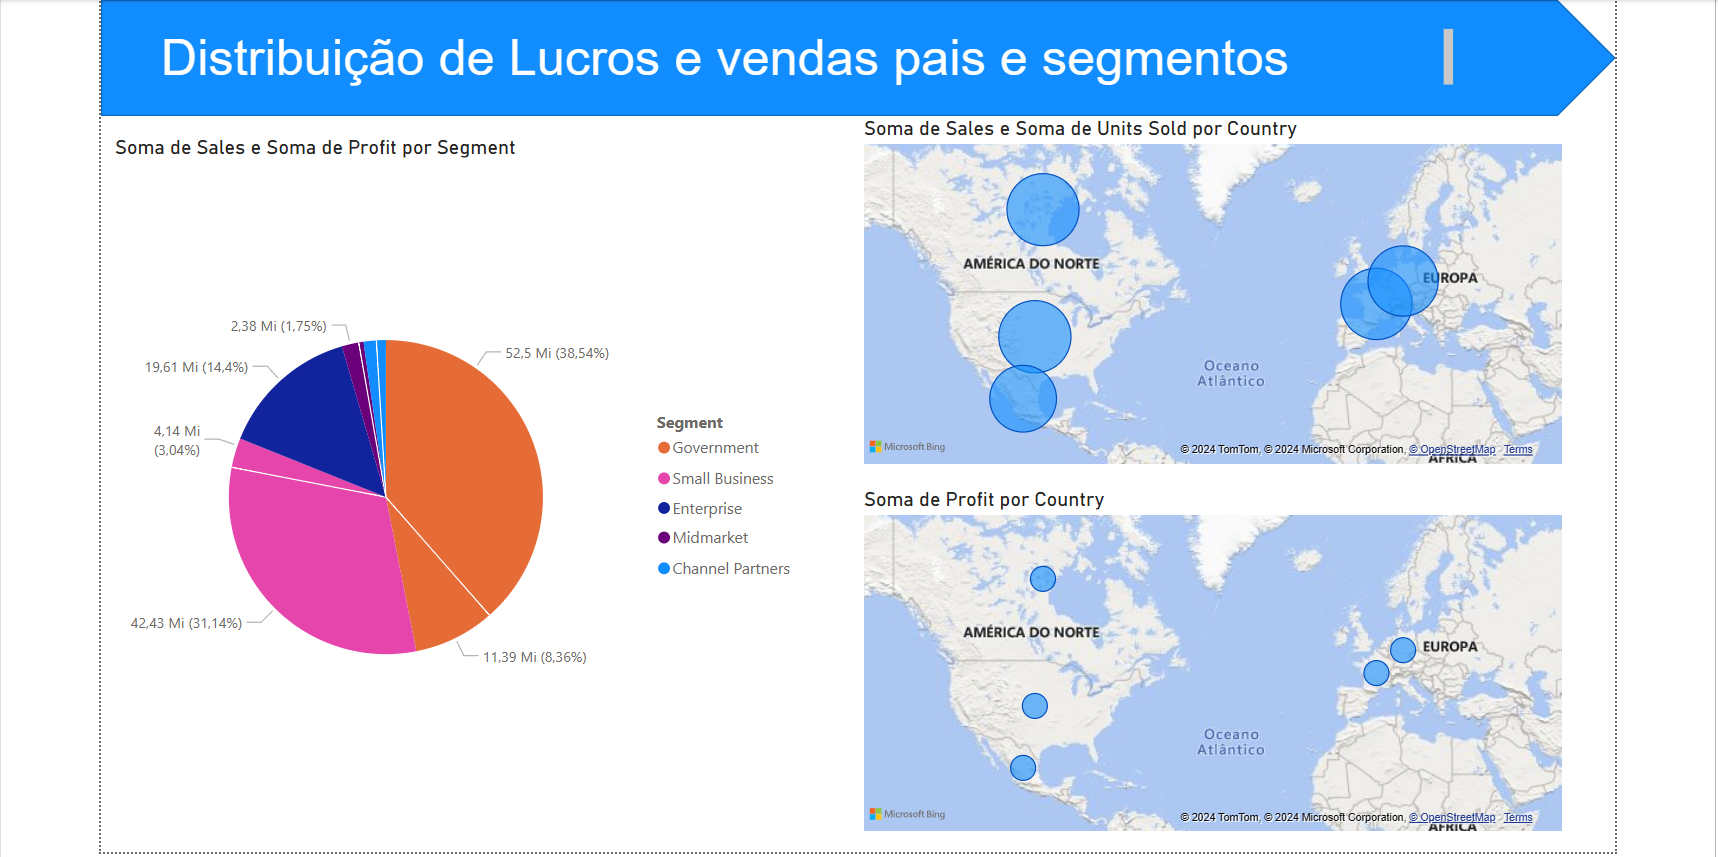 Distribuição de Lucros e vendas pais e segmentos
Soma de Sales e Soma de Profit por Segment
2,38 Mi (1,75%)
19,61 Mi (14,4%)
4,14 Mi
(3,04%)
42,43 Mi (31,14%)
52,5 Mi (38,54%)
11,39 Mi (8,36%)
Segment
Government
Small Business
Enterprise
Midmarket
Channel Partners
Soma de Sales e Soma de Units Sold por Country
AMÉRICA DO NORTE
EUROPA
Oceano
Atlântico
ÁFRICA
Microsoft Bing
© 2024 TomTom, © 2024 Microsoft Corporation, © OpenStreetMap Terms
Soma de Profit por Country
AMÉRICA DO NORTE
EUROPA
Oceano
Atlântico
ÁFRICA
Microsoft Bing
© 2024 TomTom, © 2024 Microsoft Corporation, © OpenStreetMap Terms